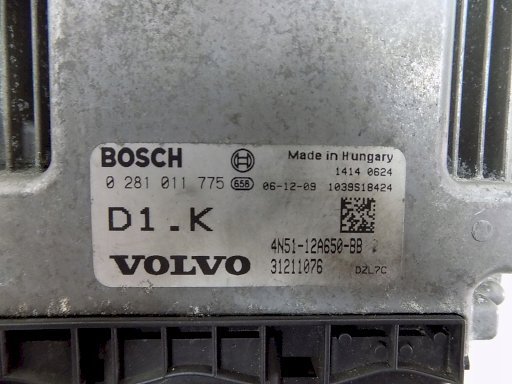 BOSCH Made in Hungary
1414 0624
0 281 011 775 656 06-12-09 1039S18424
D1.K
4N51-12A650-BB
VOLVO 31211076 DZL7C